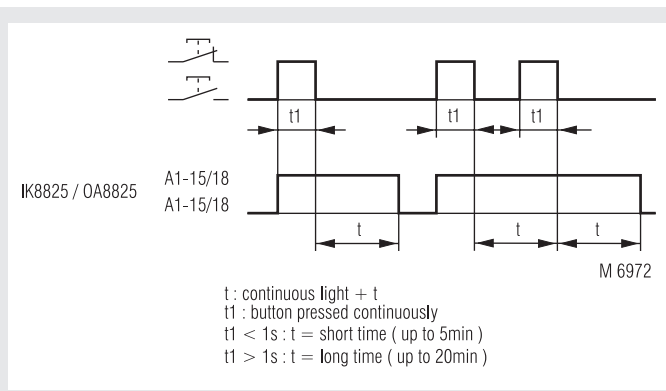 t1 t1 t1
IK8825 / OA8825
A1-15/18
A1-15/18
t t t
M 6972
t : continuous light + t
t1 : button pressed continuously
t1 < 1s : t = short time ( up to 5min )
t1 > 1s : t = long time ( up to 20min )